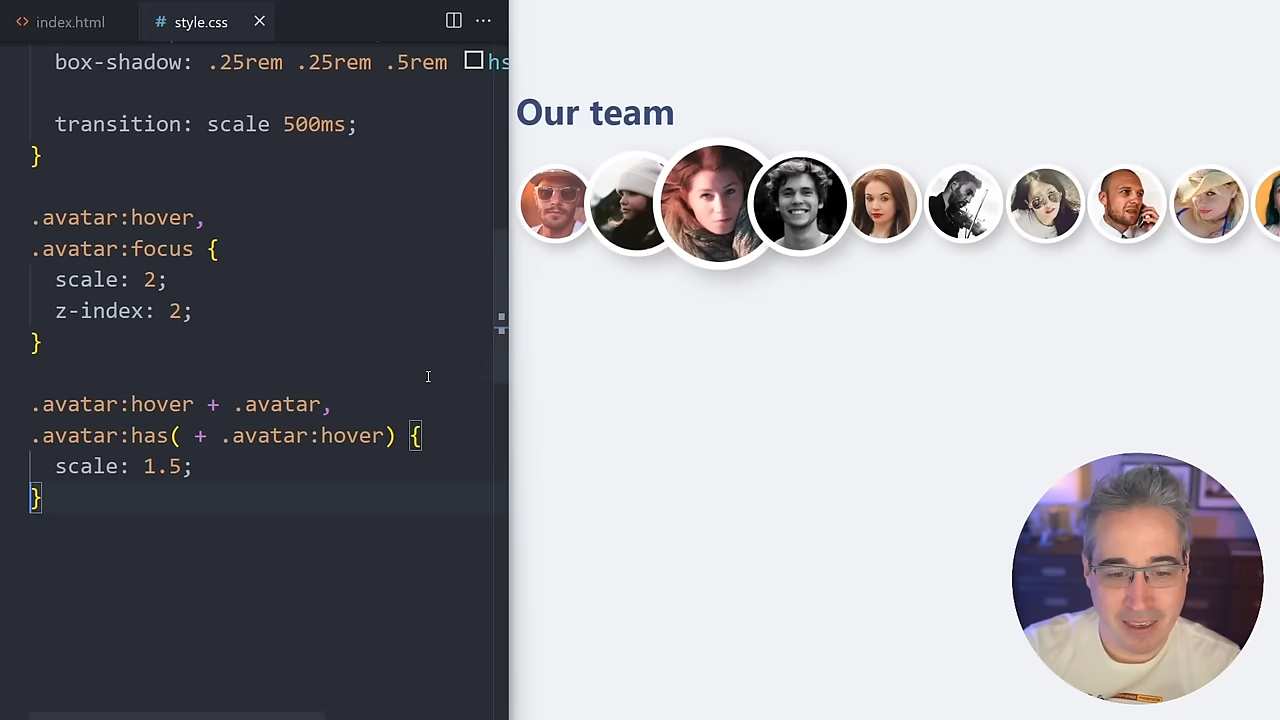 <> index.html
# style.css ×
box-shadow: .25rem .25rem .5rem hs
transition: scale 500ms;
}
.avatar:hover,
.avatar:focus {
scale: 2;
z-index: 2;
}
.avatar:hover + .avatar,
.avatar:has( + .avatar:hover) {
scale: 1.5;
}
Our team